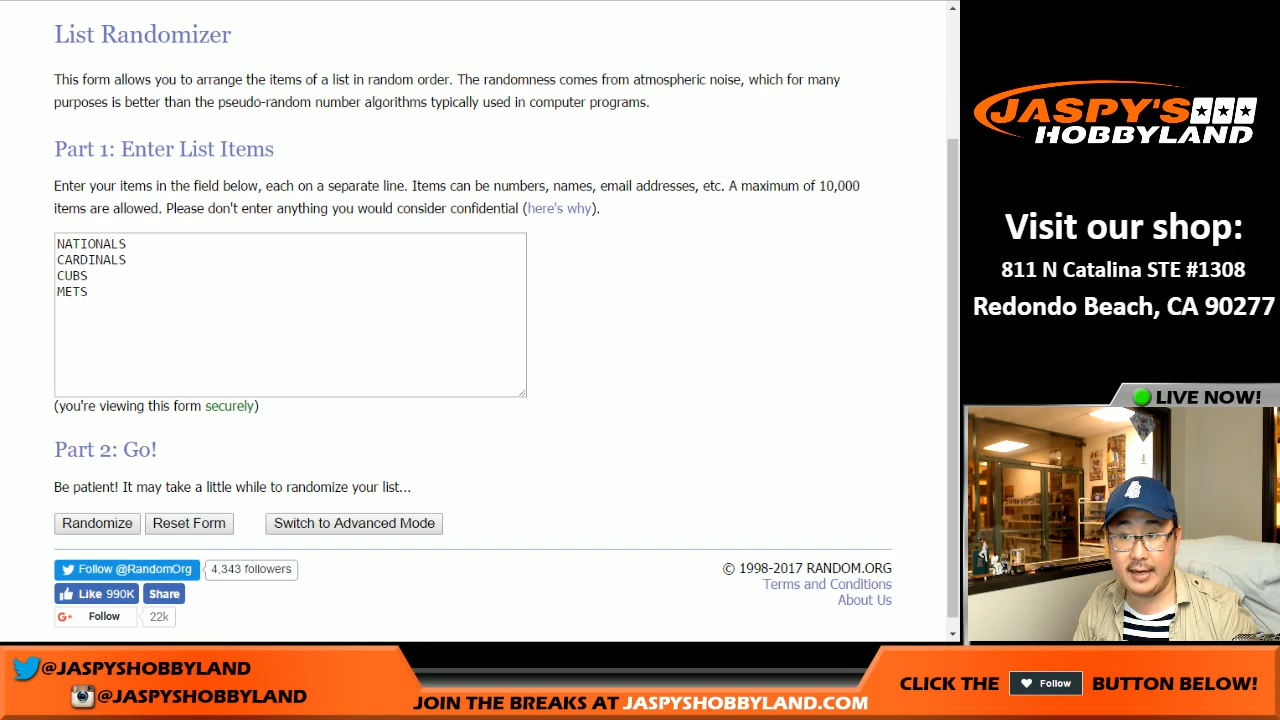 List Randomizer
This form allows you to arrange the items of a list in random order. The randomness comes from atmospheric noise, which for many
purposes is better than the pseudo-random number algorithms typically used in computer programs.
Part 1: Enter List Items
Enter your items in the field below, each on a separate line. Items can be numbers, names, email addresses, etc. A maximum of 10,000
items are allowed. Please don't enter anything you would consider confidential (here's why).
NATIONALS
CARDINALS
CUBS
METS
(you're viewing this form securely)
Part 2: Go!
Be patient! It may take a little while to randomize your list...
Randomize Reset Form Switch to Advanced Mode
Follow @RandomOrg 4,343 followers
Like 990K Share
G+ Follow 22k
© 1998-2017 RANDOM.ORG
Terms and Conditions
About Us
JASPY'S
HOBBYLAND
Visit our shop:
811 N Catalina STE #1308
Redondo Beach, CA 90277
LIVE NOW!
@JASPYSHOBBYLAND
@JASPYSHOBBYLAND
JOIN THE BREAKS AT JASPYSHOBBYLAND.COM
CLICK THE Follow BUTTON BELOW!